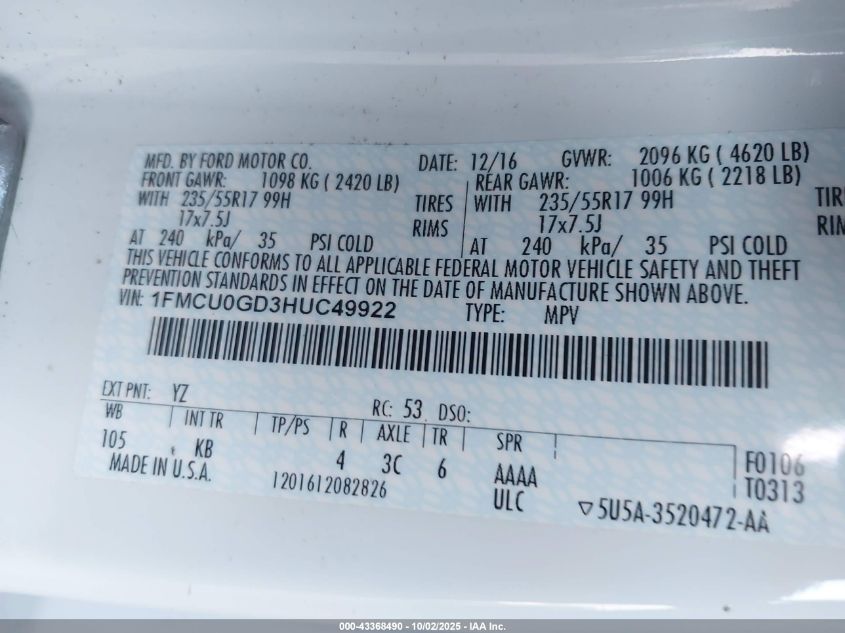 MFD. BY FORD MOTOR CO. DATE: 12/16 GVWR: 2096 KG ( 4620 LB)
FRONT GAWR: 1098 KG ( 2420 LB) REAR GAWR: 1006 KG ( 2218 LB)
WITH 235/55R17 99H TIRES WITH 235/55R17 99H
17x7.5J RIMS 17x7.5J
AT 240 kPa/ 35 PSI COLD AT 240 kPa/ 35 PSI COLD
THIS VEHICLE CONFORMS TO ALL APPLICABLE FEDERAL MOTOR VEHICLE SAFETY AND THEFT
PREVENTION STANDARDS IN EFFECT ON THE DATE OF MANUFACTURE SHOWN ABOVE.
VIN: 1FMCU0GD3HUC49922 TYPE: MPV
EXT PNT: YZ RC: 53 DSO:
WB INT TR TP/PS R AXLE TR SPR
105 KB 4 3C 6 AAAA F0106
MADE IN U.S.A. 1201612082826 ULC T0313
▽5U5A-3520472-AA
000-43368490 - 10/02/2025 - IAA Inc.